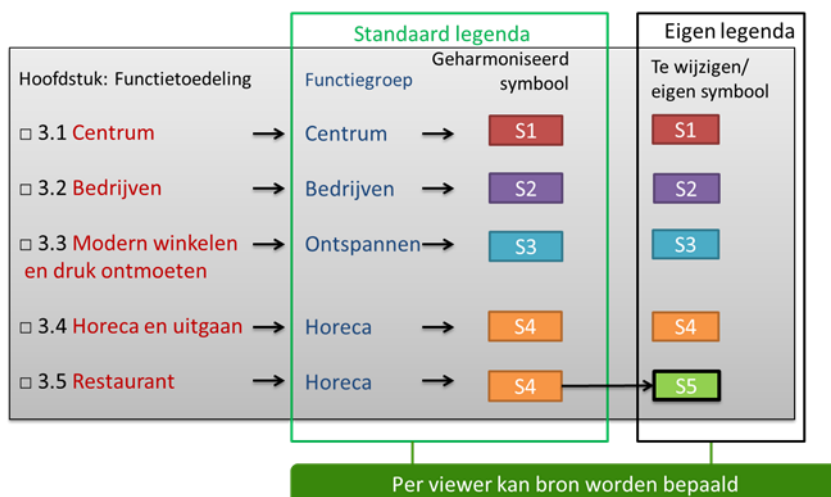 Standaard legenda
Eigen legenda
Hoofdstuk: Functietoedeling
Functiegroep
Geharmoniseerd
symbool
Te wijzigen/
eigen symbool
□ 3.1 Centrum
Centrum
S1
S1
□ 3.2 Bedrijven
Bedrijven
S2
S2
□ 3.3 Modern winkelen
en druk ontmoeten
Ontspannen
S3
S3
□ 3.4 Horeca en uitgaan
Horeca
S4
S4
□ 3.5 Restaurant
Horeca
S4
S5
Per viewer kan bron worden bepaald